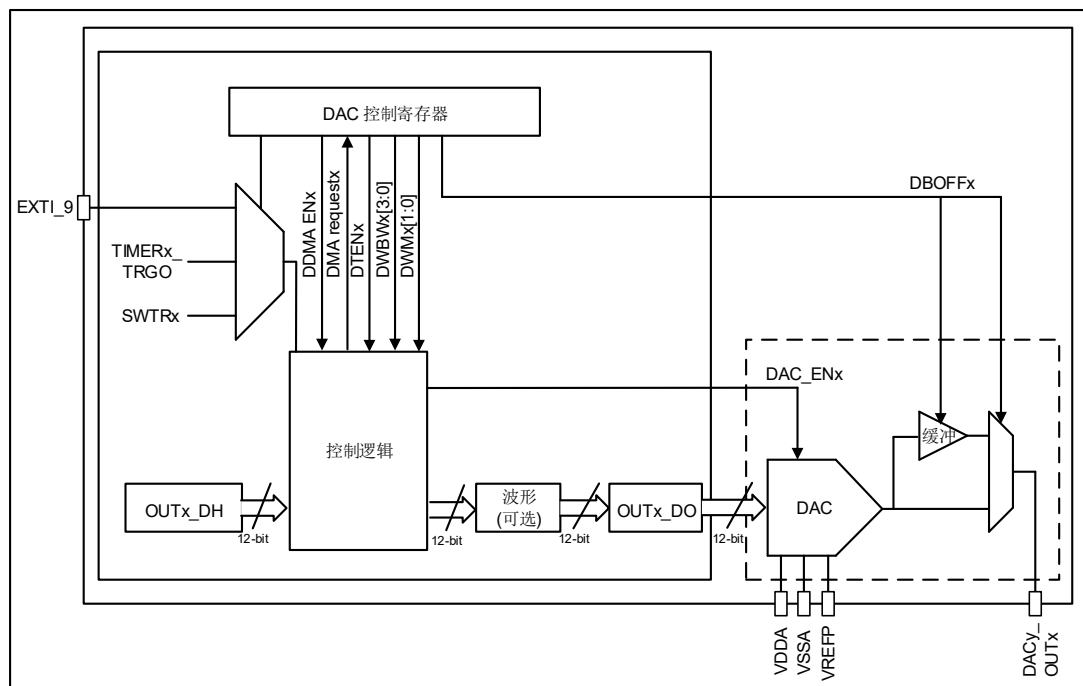 DAC 控制寄存器
EXTI_9
TIMERx_
TRGO
SWTRx
DDMA ENx
DMA requestx
DTENx
DWBWx[3:0]
DWMx[1:0]
DBOFFx
DAC_ENx
控制逻辑
缓冲
OUTx_DH
12-bit
12-bit
波形
(可选)
12-bit
OUTx_DO
12-bit
DAC
VDDA
VSSA
VREFP
DACy_
OUTx